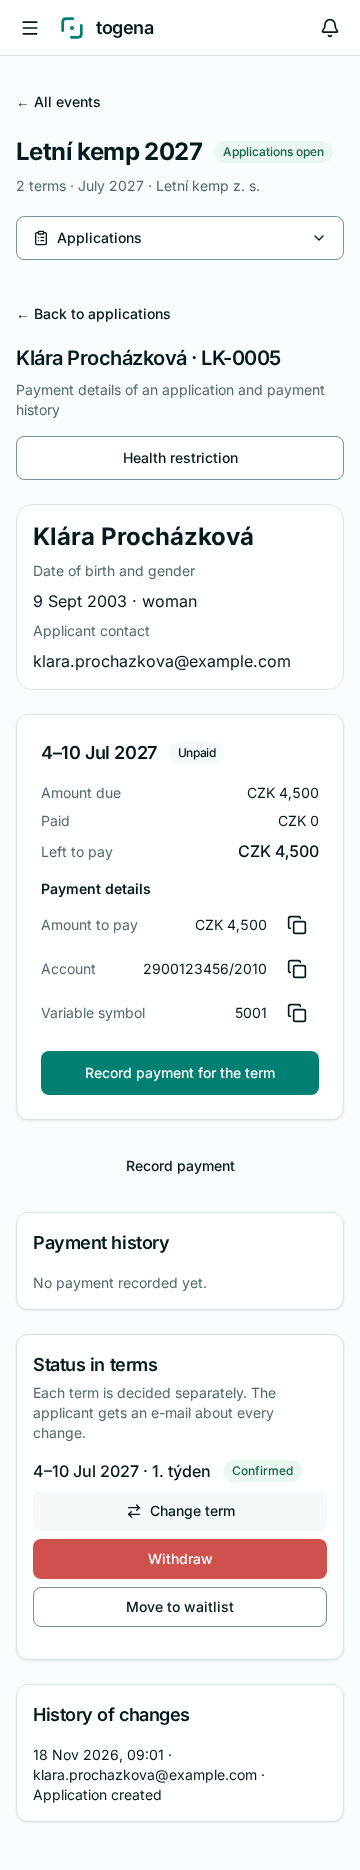 togena
← All events
Letní kemp 2027 Applications open
2 terms · July 2027 · Letní kemp z. s.
Applications
← Back to applications
Klára Procházková · LK-0005
Payment details of an application and payment
history
Health restriction
Klára Procházková
Date of birth and gender
9 Sept 2003 · woman
Applicant contact
klara.prochazkova@example.com
4–10 Jul 2027 Unpaid
Amount due CZK 4,500
Paid CZK 0
Left to pay CZK 4,500
Payment details
Amount to pay CZK 4,500
Account 2900123456/2010
Variable symbol 5001
Record payment for the term
Record payment
Payment history
No payment recorded yet.
Status in terms
Each term is decided separately. The
applicant gets an e-mail about every
change.
4–10 Jul 2027 · 1. týden Confirmed
Change term
Withdraw
Move to waitlist
History of changes
18 Nov 2026, 09:01 ·
klara.prochazkova@example.com ·
Application created